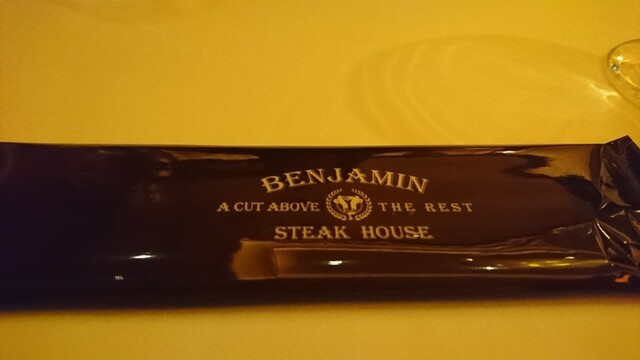 BENJAMIN
A CUT ABOVE THE REST
STEAK HOUSE